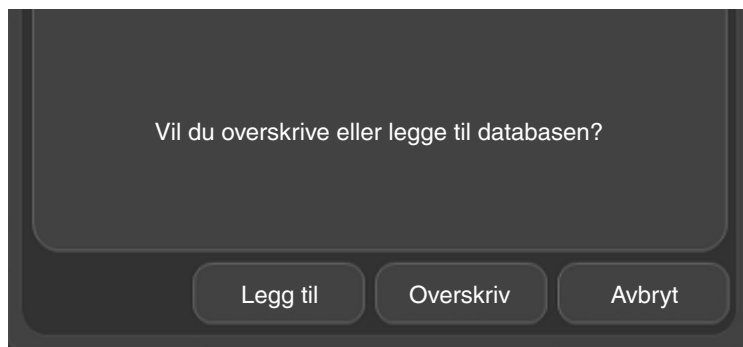 Vil du overskrive eller legge til databasen?
Legg til
Overskriv
Avbryt